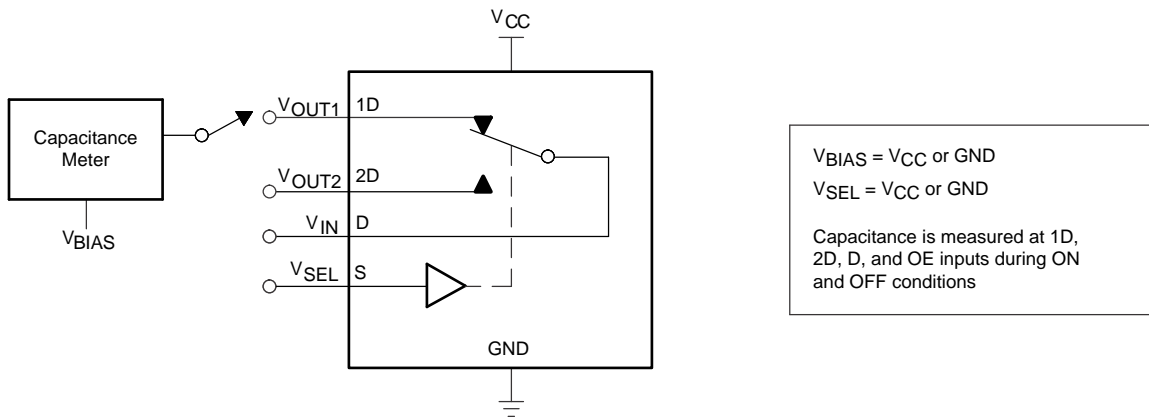 VCC
VOUT1 1D
Capacitance
Meter
VOUT2 2D
VIN D
VBIAS
VSEL S
GND
VBIAS = VCC or GND
VSEL = VCC or GND
Capacitance is measured at 1D,
2D, D, and OE inputs during ON
and OFF conditions